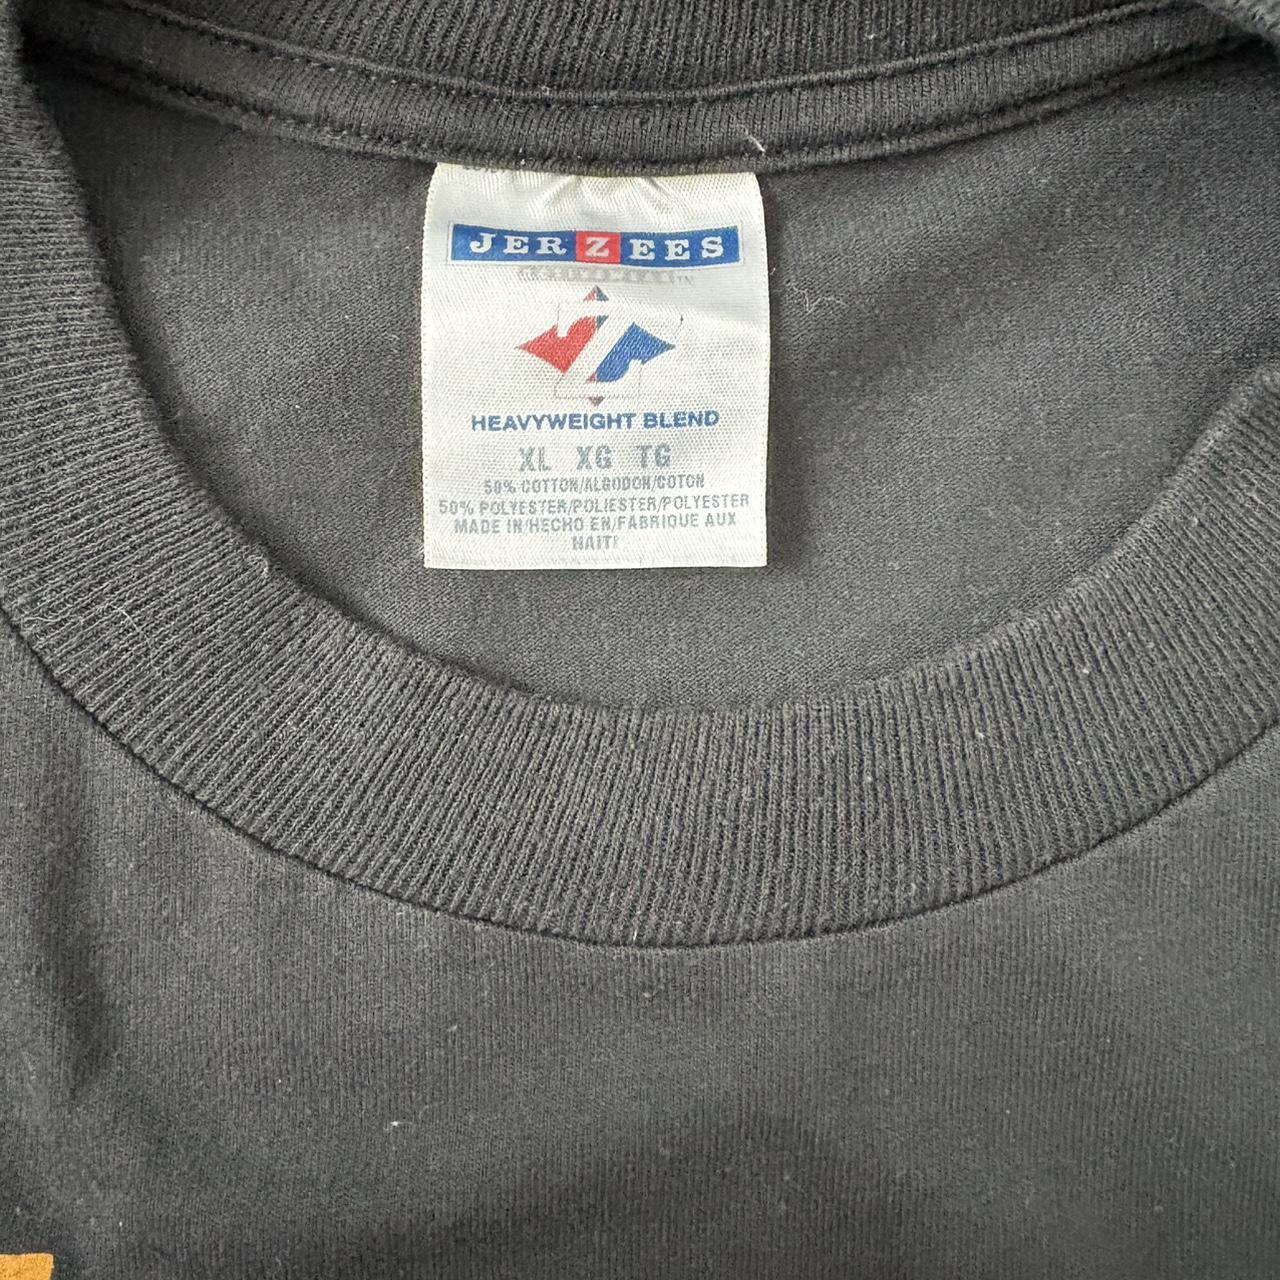 JERZEES
HEAVYWEIGHT BLEND
XL XG TG
50% COTTON/ALGODON/COTON
50% POLYESTER/POLIESTER/POLYESTER
MADE IN/HECHO EN/FABRIQUE AUX
HAITI